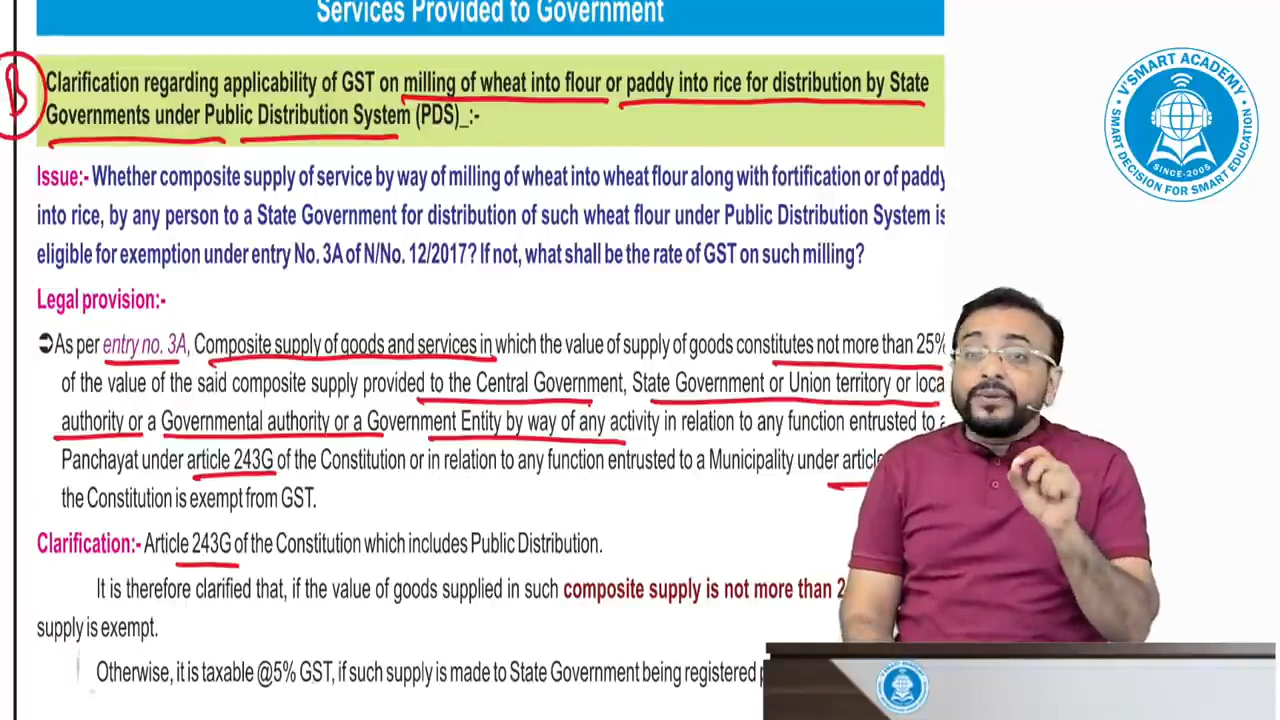 Services Provided to Government
B
Clarification regarding applicability of GST on milling of wheat into flour or paddy into rice for distribution by State
Governments under Public Distribution System (PDS)_:-
Issue:- Whether composite supply of service by way of milling of wheat into wheat flour along with fortification or of paddy
into rice, by any person to a State Government for distribution of such wheat flour under Public Distribution System is
eligible for exemption under entry No. 3A of N/No. 12/2017? If not, what shall be the rate of GST on such milling?
Legal provision:-
➲As per entry no. 3A, Composite supply of goods and services in which the value of supply of goods constitutes not more than 25%
of the value of the said composite supply provided to the Central Government, State Government or Union territory or loca
authority or a Governmental authority or a Government Entity by way of any activity in relation to any function entrusted to a
Panchayat under article 243G of the Constitution or in relation to any function entrusted to a Municipality under article
the Constitution is exempt from GST.
Clarification:- Article 243G of the Constitution which includes Public Distribution.
It is therefore clarified that, if the value of goods supplied in such composite supply is not more than 2
supply is exempt.
Otherwise, it is taxable @5% GST, if such supply is made to State Government being registered p
V'SMART ACADEMY
SINCE-2005
SMART DECISION FOR SMART EDUCATION